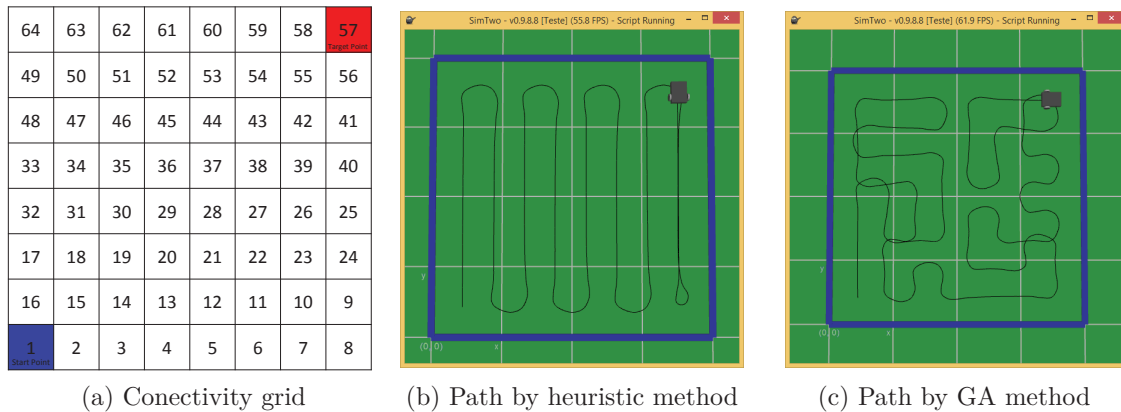 64 63 62 61 60 59 58 57
Target Point
49 50 51 52 53 54 55 56
48 47 46 45 44 43 42 41
33 34 35 36 37 38 39 40
32 31 30 29 28 27 26 25
17 18 19 20 21 22 23 24
16 15 14 13 12 11 10 9
1 2 3 4 5 6 7 8
Start Point
(a) Conectivity grid
SimTwo - v0.9.8.8 [Teste] (55.8 FPS) - Script Running
y
(0,0) x
(b) Path by heuristic method
SimTwo - v0.9.8.8 [Teste] (61.9 FPS) - Script Running
y
(0,0) x
(c) Path by GA method